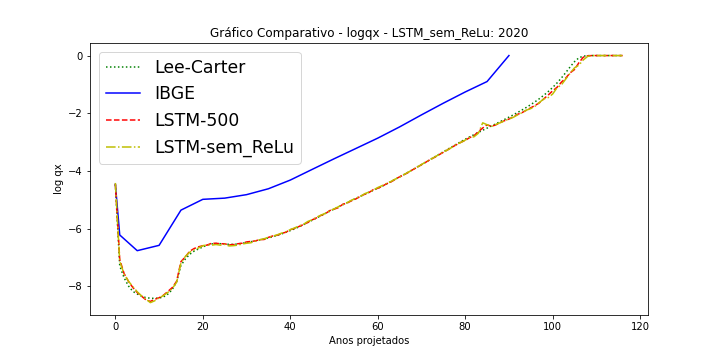 Gráfico Comparativo - logqx - LSTM_sem_ReLu: 2020
Lee-Carter
IBGE
LSTM-500
LSTM-sem_ReLu
log qx
0
−2
−4
−6
−8
0 20 40 60 80 100 120
Anos projetados